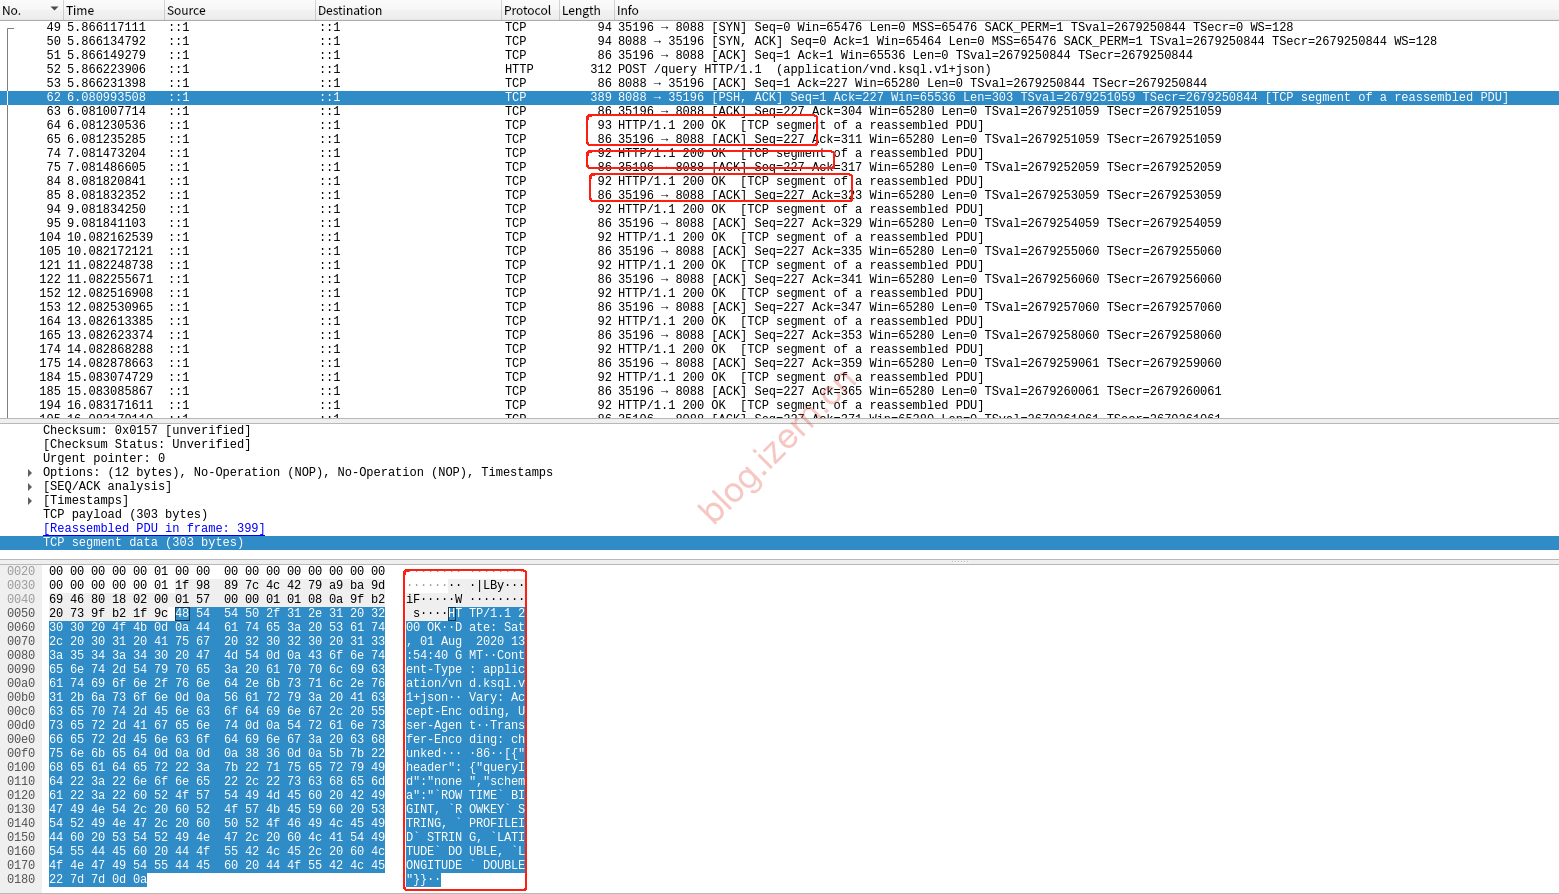 No. Time Source Destination Protocol Length Info
49 5.866117111 ::1 ::1 TCP 94 35196 → 8088 [SYN] Seq=0 Win=65476 Len=0 MSS=65476 SACK_PERM=1 TSval=2679250844 TSecr=0 WS=128
50 5.866134792 ::1 ::1 TCP 94 8088 → 35196 [SYN, ACK] Seq=0 Ack=1 Win=65464 Len=0 MSS=65476 SACK_PERM=1 TSval=2679250844 TSecr=2679250844 WS=128
51 5.866149279 ::1 ::1 TCP 86 35196 → 8088 [ACK] Seq=1 Ack=1 Win=65536 Len=0 TSval=2679250844 TSecr=2679250844
52 5.866223906 ::1 ::1 HTTP 312 POST /query HTTP/1.1 (application/vnd.ksql.v1+json)
53 5.866231398 ::1 ::1 TCP 86 8088 → 35196 [ACK] Seq=1 Ack=227 Win=65280 Len=0 TSval=2679250844 TSecr=2679250844
62 6.080993508 ::1 ::1 TCP 389 8088 → 35196 [PSH, ACK] Seq=1 Ack=227 Win=65536 Len=303 TSval=2679251059 TSecr=2679250844 [TCP segment of a reassembled PDU]
63 6.081007714 ::1 ::1 TCP 86 35196 → 8088 [ACK] Seq=227 Ack=304 Win=65280 Len=0 TSval=2679251059 TSecr=2679251059
64 6.081230536 ::1 ::1 TCP 93 HTTP/1.1 200 OK [TCP segment of a reassembled PDU]
65 6.081235285 ::1 ::1 TCP 86 35196 → 8088 [ACK] Seq=227 Ack=311 Win=65280 Len=0 TSval=2679251059 TSecr=2679251059
74 7.081473204 ::1 ::1 TCP 92 HTTP/1.1 200 OK [TCP segment of a reassembled PDU]
75 7.081486605 ::1 ::1 TCP 86 35196 → 8088 [ACK] Seq=227 Ack=317 Win=65280 Len=0 TSval=2679252059 TSecr=2679252059
84 8.081820841 ::1 ::1 TCP 92 HTTP/1.1 200 OK [TCP segment of a reassembled PDU]
85 8.081832352 ::1 ::1 TCP 86 35196 → 8088 [ACK] Seq=227 Ack=323 Win=65280 Len=0 TSval=2679253059 TSecr=2679253059
94 9.081834250 ::1 ::1 TCP 92 HTTP/1.1 200 OK [TCP segment of a reassembled PDU]
95 9.081841103 ::1 ::1 TCP 86 35196 → 8088 [ACK] Seq=227 Ack=329 Win=65280 Len=0 TSval=2679254059 TSecr=2679254059
104 10.082162539 ::1 ::1 TCP 92 HTTP/1.1 200 OK [TCP segment of a reassembled PDU]
105 10.082172121 ::1 ::1 TCP 86 35196 → 8088 [ACK] Seq=227 Ack=335 Win=65280 Len=0 TSval=2679255060 TSecr=2679255060
121 11.082248738 ::1 ::1 TCP 92 HTTP/1.1 200 OK [TCP segment of a reassembled PDU]
122 11.082255671 ::1 ::1 TCP 86 35196 → 8088 [ACK] Seq=227 Ack=341 Win=65280 Len=0 TSval=2679256060 TSecr=2679256060
152 12.082516908 ::1 ::1 TCP 92 HTTP/1.1 200 OK [TCP segment of a reassembled PDU]
153 12.082530965 ::1 ::1 TCP 86 35196 → 8088 [ACK] Seq=227 Ack=347 Win=65280 Len=0 TSval=2679257060 TSecr=2679257060
164 13.082613385 ::1 ::1 TCP 92 HTTP/1.1 200 OK [TCP segment of a reassembled PDU]
165 13.082623374 ::1 ::1 TCP 86 35196 → 8088 [ACK] Seq=227 Ack=353 Win=65280 Len=0 TSval=2679258060 TSecr=2679258060
174 14.082868288 ::1 ::1 TCP 92 HTTP/1.1 200 OK [TCP segment of a reassembled PDU]
175 14.082878663 ::1 ::1 TCP 86 35196 → 8088 [ACK] Seq=227 Ack=359 Win=65280 Len=0 TSval=2679259061 TSecr=2679259060
184 15.083074729 ::1 ::1 TCP 92 HTTP/1.1 200 OK [TCP segment of a reassembled PDU]
185 15.083085867 ::1 ::1 TCP 86 35196 → 8088 [ACK] Seq=227 Ack=365 Win=65280 Len=0 TSval=2679260061 TSecr=2679260061
194 16.083171611 ::1 ::1 TCP 92 HTTP/1.1 200 OK [TCP segment of a reassembled PDU]
Checksum: 0x0157 [unverified]
[Checksum Status: Unverified]
Urgent pointer: 0
Options: (12 bytes), No-Operation (NOP), No-Operation (NOP), Timestamps
[SEQ/ACK analysis]
[Timestamps]
TCP payload (303 bytes)
[Reassembled PDU in frame: 399]
TCP segment data (303 bytes)
blog.izem.cn
0020 00 00 00 00 00 01 00 00 00 00 00 00 00 00 00 00 ········ ········
0030 00 00 00 00 00 01 1f 98 89 7c 4c 42 79 a9 ba 9d ········ ·|LBy···
0040 69 46 80 18 02 00 01 57 00 00 01 01 08 0a 9f b2 iF·····W ········
0050 20 73 9f b2 1f 9c 48 54 54 50 2f 31 2e 31 20 32 s····HT TP/1.1 2
0060 30 30 20 4f 4b 0d 0a 44 61 74 65 3a 20 53 61 74 00 OK··D ate: Sat
0070 2c 20 30 31 20 41 75 67 20 32 30 32 30 20 31 33 , 01 Aug 2020 13
0080 3a 35 34 3a 34 30 20 47 4d 54 0d 0a 43 6f 6e 74 :54:40 G MT··Cont
0090 65 6e 74 2d 54 79 70 65 3a 20 61 70 70 6c 69 63 ent-Type : applic
00a0 61 74 69 6f 6e 2f 76 6e 64 2e 6b 73 71 6c 2e 76 ation/vn d.ksql.v
00b0 31 2b 6a 73 6f 6e 0d 0a 56 61 72 79 3a 20 41 63 1+json·· Vary: Ac
00c0 63 65 70 74 2d 45 6e 63 6f 64 69 6e 67 2c 20 55 cept-Enc oding, U
00d0 73 65 72 2d 41 67 65 6e 74 0d 0a 54 72 61 6e 73 ser-Agen t··Trans
00e0 66 65 72 2d 45 6e 63 6f 64 69 6e 67 3a 20 63 68 fer-Enco ding: ch
00f0 75 6e 6b 65 64 0d 0a 0d 0a 38 36 0d 0a 5b 7b 22 unked··· ·86··[{"
0100 68 65 61 64 65 72 22 3a 7b 22 71 75 65 72 79 49 header": {"queryI
0110 64 22 3a 22 6e 6f 6e 65 22 2c 22 73 63 68 65 6d d":"none ","schem
0120 61 22 3a 22 60 52 4f 57 54 49 4d 45 60 20 42 49 a":"`ROW TIME` BI
0130 47 49 4e 54 2c 20 60 52 4f 57 4b 45 59 60 20 53 GINT, `R OWKEY` S
0140 54 52 49 4e 47 2c 20 60 50 52 4f 46 49 4c 45 49 TRING, ` PROFILEI
0150 44 60 20 53 54 52 49 4e 47 2c 20 60 4c 41 54 49 D` STRIN G, `LATI
0160 54 55 44 45 60 20 44 4f 55 42 4c 45 2c 20 60 4c TUDE` DO UBLE, `L
0170 4f 4e 47 49 54 55 44 45 60 20 44 4f 55 42 4c 45 ONGITUDE ` DOUBLE
0180 22 7d 7d 0d 0a "}}··